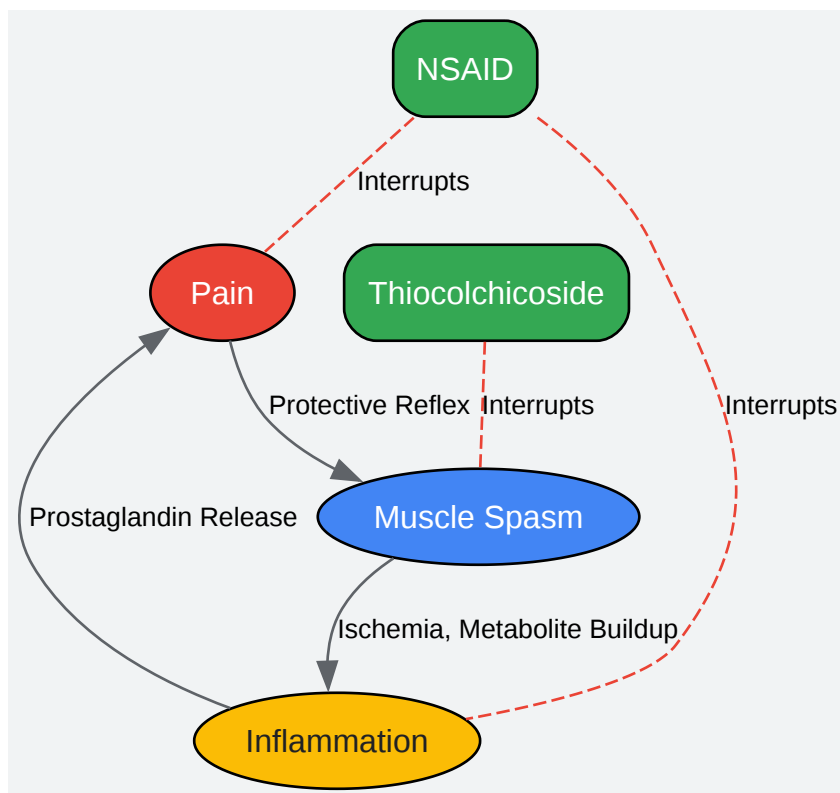 NSAID
Interrupts
Pain
Thiocolchicoside
Protective Reflex
Interrupts
Interrupts
Prostaglandin Release
Muscle Spasm
Ischemia, Metabolite Buildup
Inflammation